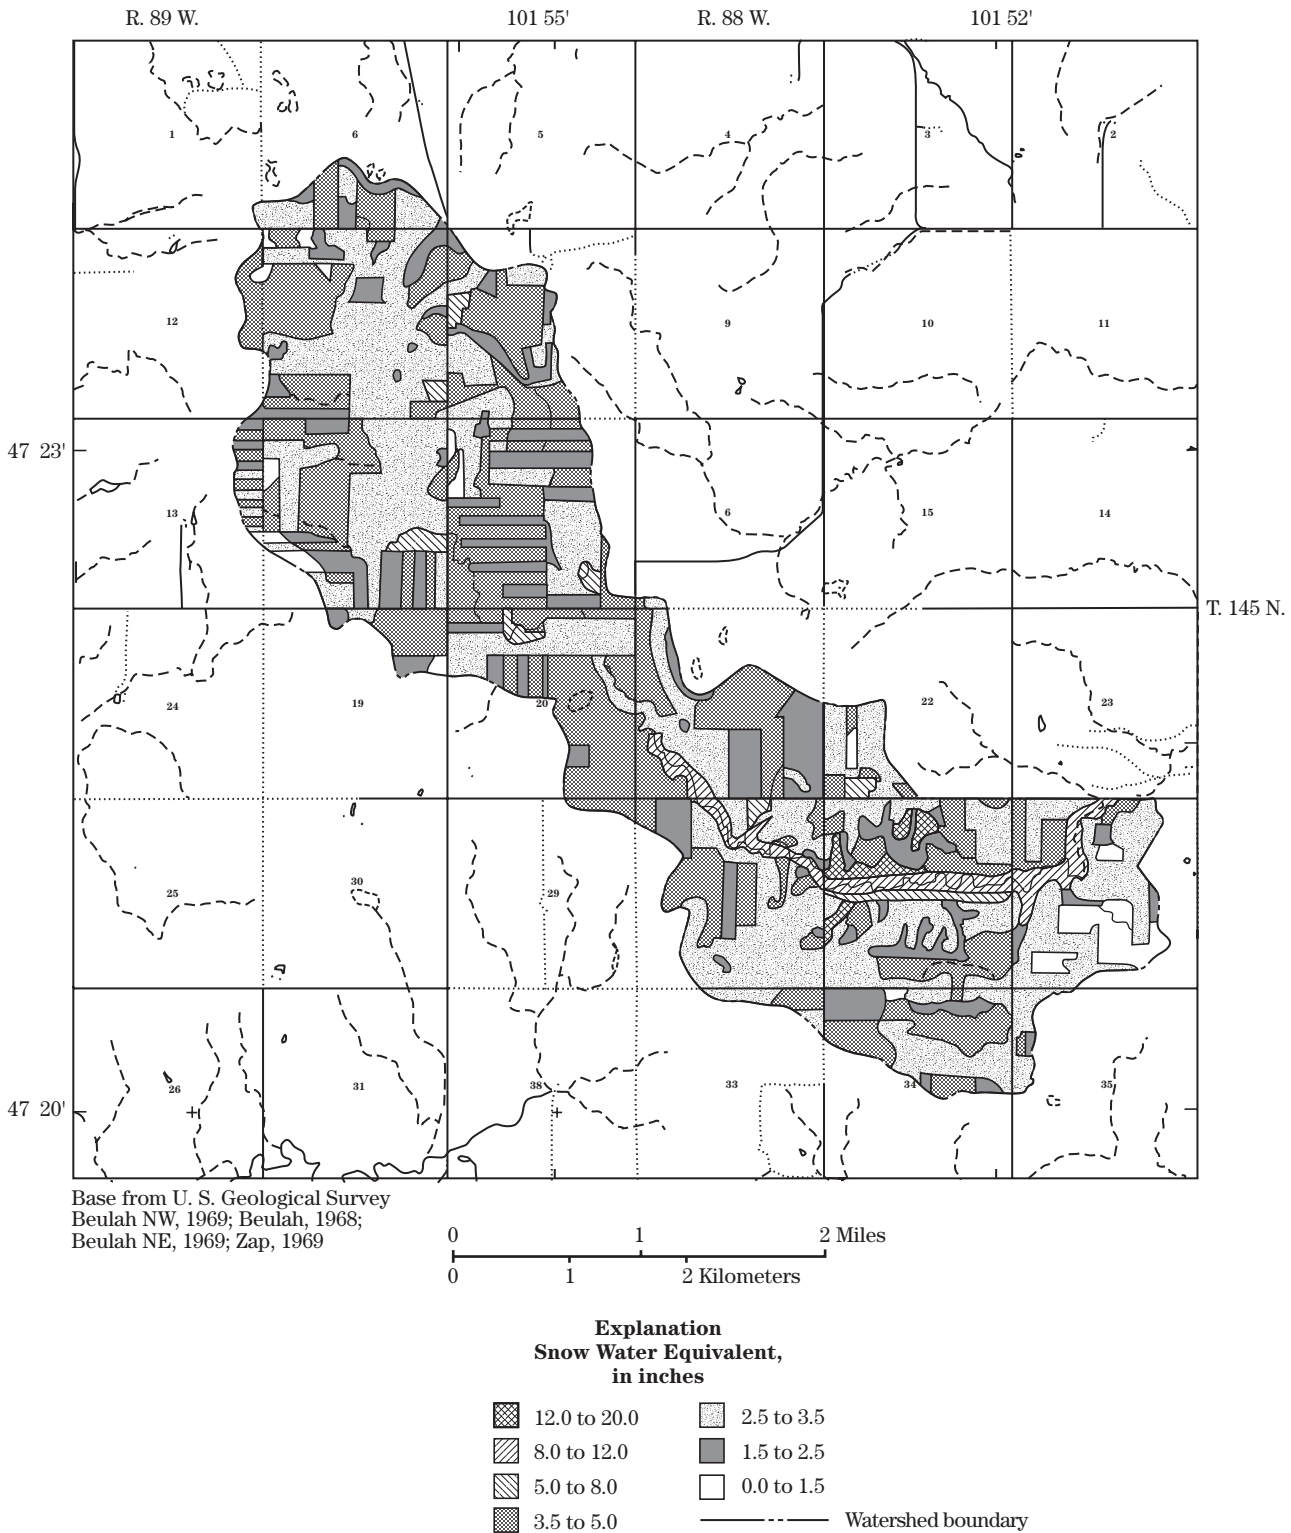 R. 89 W. 101 55' R. 88 W. 101 52'
1 6 5 4 3 2
12 9 10 11
47 23'
13 6 15 14
T. 145 N.
24 19 20 22 23
25 30 29
26 31 38 33 34 35
47 20'
Base from U. S. Geological Survey
Beulah NW, 1969; Beulah, 1968;
Beulah NE, 1969; Zap, 1969
0 1 2 Miles
0 1 2 Kilometers
Explanation
Snow Water Equivalent,
in inches
12.0 to 20.0 2.5 to 3.5
8.0 to 12.0 1.5 to 2.5
5.0 to 8.0 0.0 to 1.5
3.5 to 5.0 Watershed boundary